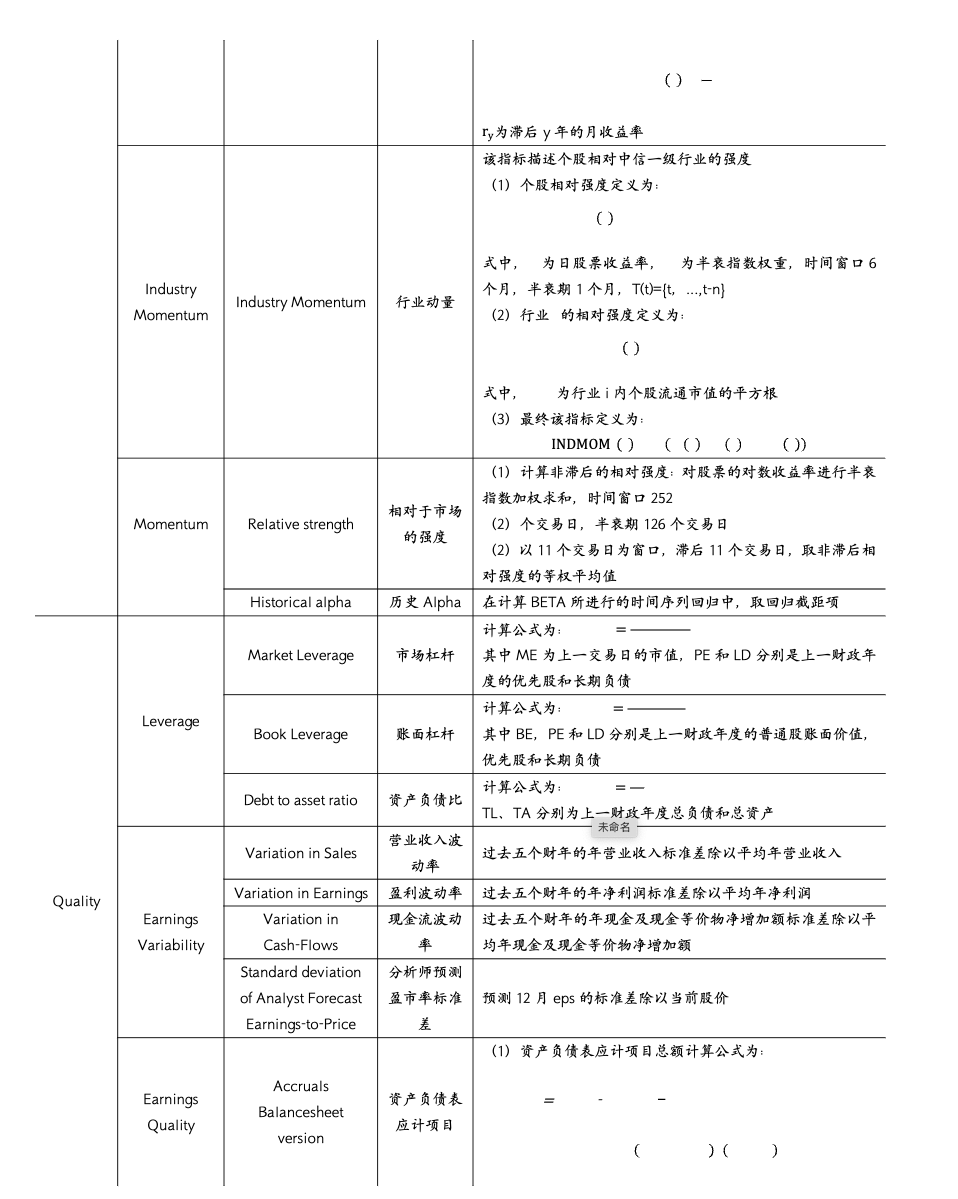 ( ) —
ry为滞后 y 年的月收益率
Industry
Momentum
Industry Momentum
行业动量
该指标描述个股相对中信一级行业的强度
（1）个股相对强度定义为：
( )
式中， 为日股票收益率， 为半衰指数权重，时间窗口 6
个月，半衰期 1 个月，T(t)={t, …,t-n}
（2）行业 的相对强度定义为：
( )
式中， 为行业 i 内个股流通市值的平方根
（3）最终该指标定义为：
INDMOM ( ) ( ( ) ( ) ( ))
Momentum
Relative strength
相对于市场
的强度
（1）计算非滞后的相对强度：对股票的对数收益率进行半衰
指数加权求和，时间窗口 252
（2）个交易日，半衰期 126 个交易日
（2）以 11 个交易日为窗口，滞后 11 个交易日，取非滞后相
对强度的等权平均值
Historical alpha
历史 Alpha
在计算 BETA 所进行的时间序列回归中，取回归截距项
Quality
Leverage
Market Leverage
市场杠杆
计算公式为： = ————
其中 ME 为上一交易日的市值，PE 和 LD 分别是上一财政年
度的优先股和长期负债
Book Leverage
账面杠杆
计算公式为： = ————
其中 BE，PE 和 LD 分别是上一财政年度的普通股账面价值，
优先股和长期负债
Debt to asset ratio
资产负债比
计算公式为： = —
TL、TA 分别为上一财政年度总负债和总资产
未命名
Earnings
Variability
Variation in Sales
营业收入波
动率
过去五个财年的年营业收入标准差除以平均年营业收入
Variation in Earnings
盈利波动率
过去五个财年的年净利润标准差除以平均年净利润
Variation in
Cash-Flows
现金流波动
率
过去五个财年的年现金及现金等价物净增加额标准差除以平
均年现金及现金等价物净增加额
Standard deviation
of Analyst Forecast
Earnings-to-Price
分析师预测
盈市率标准
差
预测 12 月 eps 的标准差除以当前股价
Earnings
Quality
Accruals
Balancesheet
version
资产负债表
应计项目
（1）资产负债表应计项目总额计算公式为：
= - −
( ) ( )